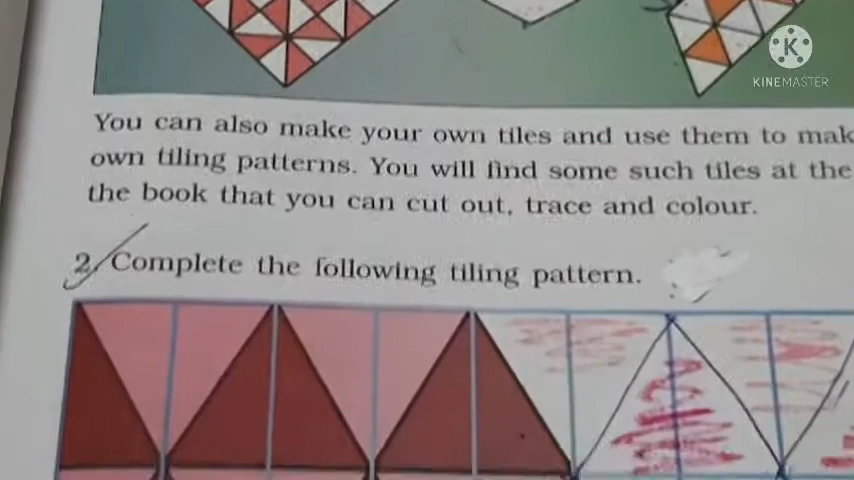 K
KINEMASTER
You can also make your own tiles and use them to mak
own tiling patterns. You will find some such tiles at the
the book that you can cut out, trace and colour.
2. Complete the following tiling pattern.